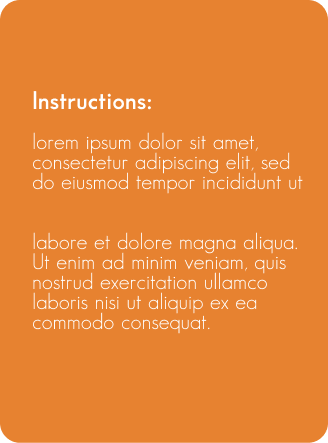 Instructions:
lorem ipsum dolor sit amet,
consectetur adipiscing elit, sed
do eiusmod tempor incididunt ut
labore et dolore magna aliqua.
Ut enim ad minim veniam, quis
nostrud exercitation ullamco
laboris nisi ut aliquip ex ea
commodo consequat.